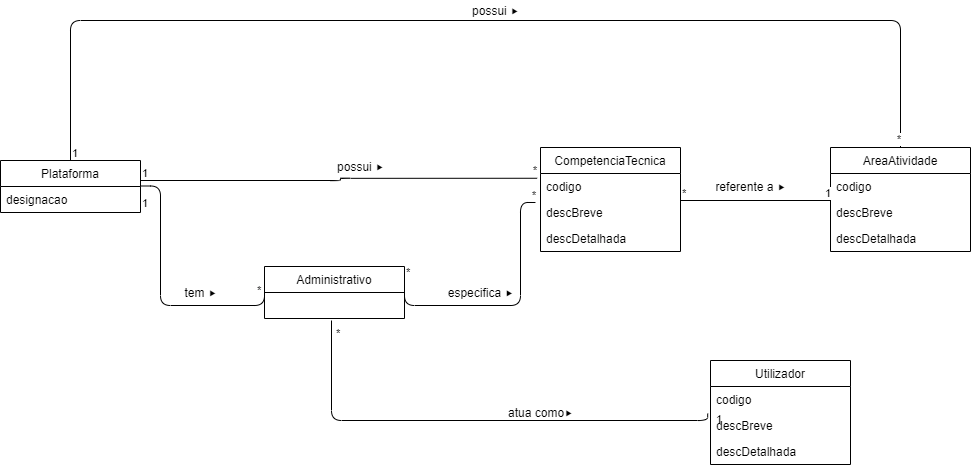 possui ▸
1
*
Plataforma
designacao
1
possui ▸
*
CompetenciaTecnica
codigo
descBreve
descDetalhada
*
referente a ▸
1
AreaAtividade
codigo
descBreve
descDetalhada
1
tem ▸
*
Administrativo
*
especifica ▸
*
*
atua como▸
1
Utilizador
codigo
descBreve
descDetalhada